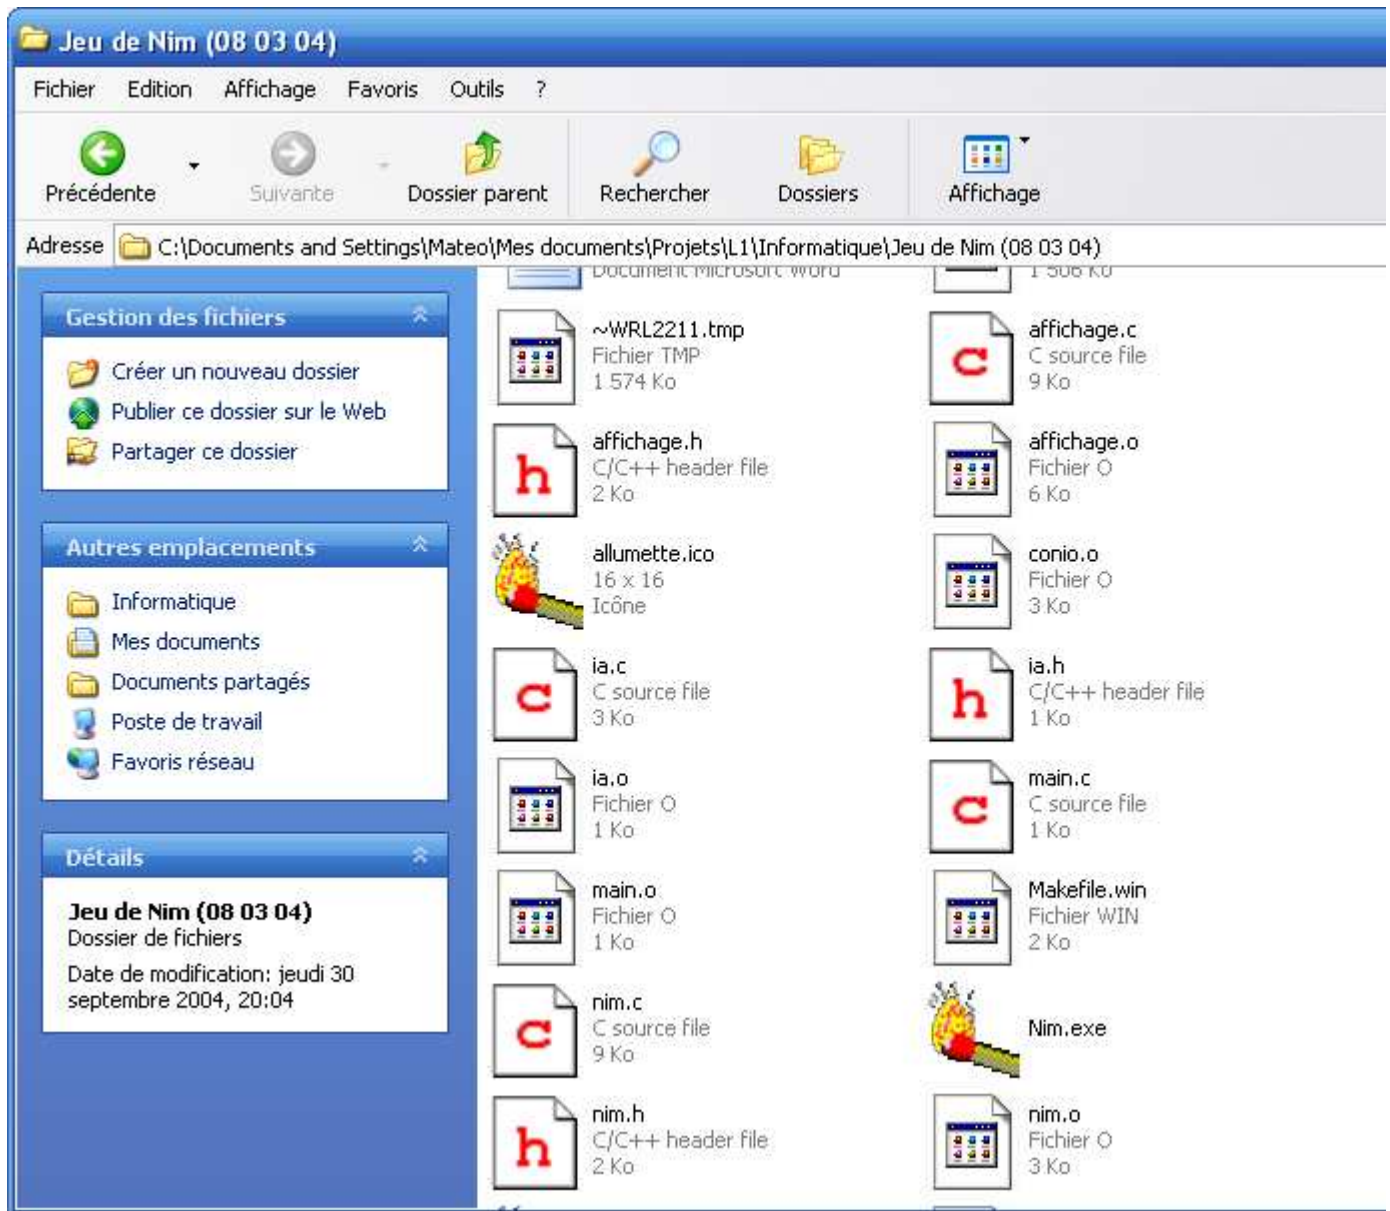 Jeu de Nim (08 03 04)
Fichier Edition Affichage Favoris Outils ?
Précédente Suivante Dossier parent Rechercher Dossiers Affichage
Adresse C:\Documents and Settings\Mateo\Mes documents\Projets\L1\Informatique\Jeu de Nim (08 03 04)
Gestion des fichiers
Créer un nouveau dossier
Publier ce dossier sur le Web
Partager ce dossier
Autres emplacements
Informatique
Mes documents
Documents partagés
Poste de travail
Favoris réseau
Détails
Jeu de Nim (08 03 04)
Dossier de fichiers
Date de modification: jeudi 30
septembre 2004, 20:04
Document Microsoft Word
1 506 Ko
~WRL2211.tmp
Fichier TMP
1 574 Ko
affichage.c
C source file
9 Ko
affichage.h
C/C++ header file
2 Ko
affichage.o
Fichier O
6 Ko
allumette.ico
16 x 16
Icône
conio.o
Fichier O
3 Ko
ia.c
C source file
3 Ko
ia.h
C/C++ header file
1 Ko
ia.o
Fichier O
1 Ko
main.c
C source file
1 Ko
main.o
Fichier O
1 Ko
Makefile.win
Fichier WIN
2 Ko
nim.c
C source file
9 Ko
Nim.exe
nim.h
C/C++ header file
2 Ko
nim.o
Fichier O
3 Ko